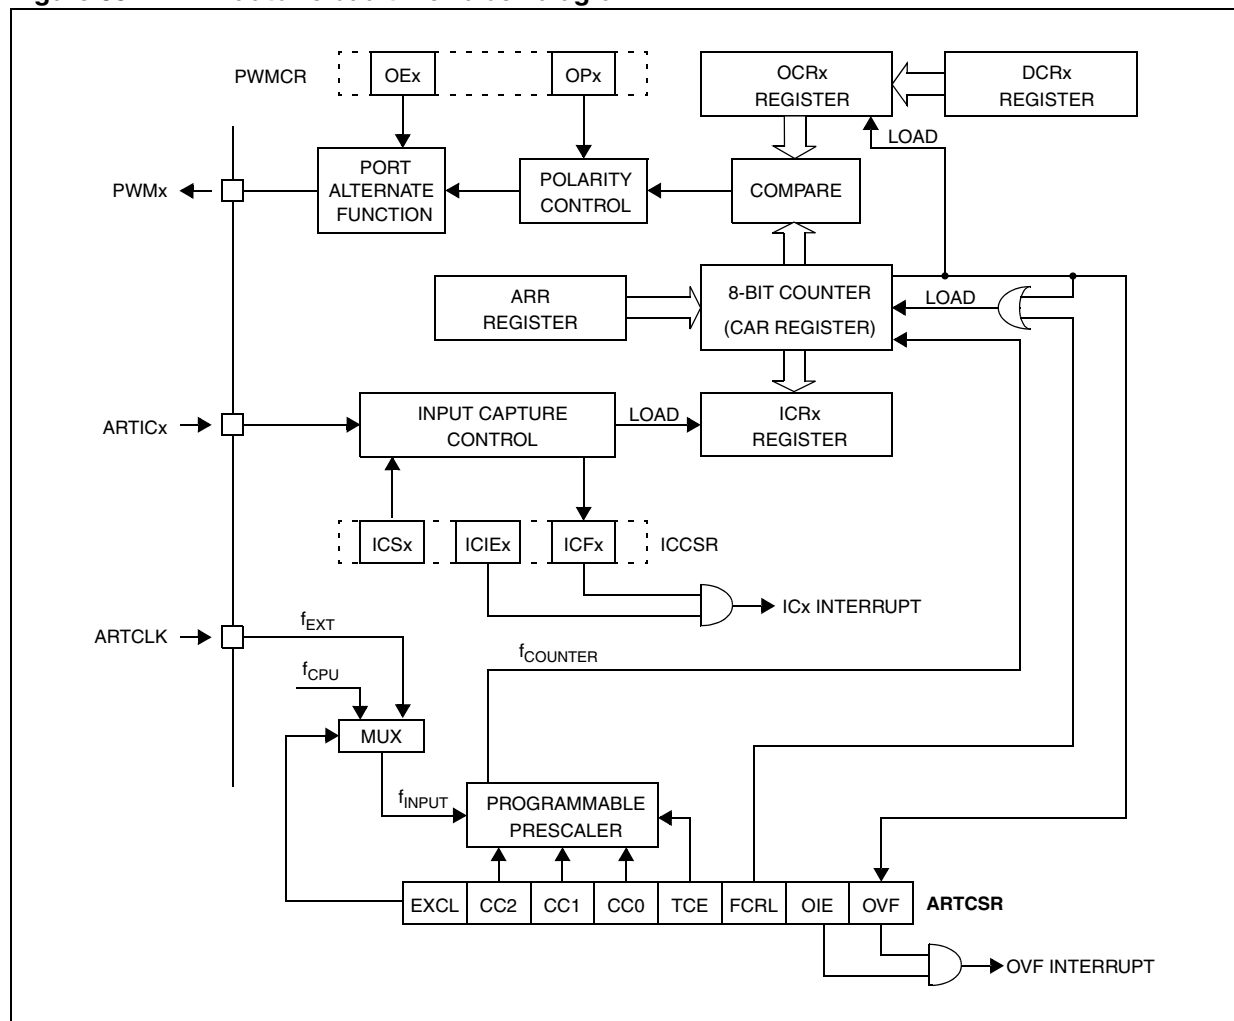 PWMCR
OEx
OPx
OCRx
REGISTER
DCRx
REGISTER
LOAD
PWMx
PORT
ALTERNATE
FUNCTION
POLARITY
CONTROL
COMPARE
ARR
REGISTER
8-BIT COUNTER
(CAR REGISTER)
LOAD
ARTICx
INPUT CAPTURE
CONTROL
LOAD
ICRx
REGISTER
ICSx
ICIEx
ICFx
ICCSR
ICx INTERRUPT
ARTCLK
fEXT
fCPU
fCOUNTER
MUX
fINPUT
PROGRAMMABLE
PRESCALER
EXCL
CC2
CC1
CC0
TCE
FCRL
OIE
OVF
ARTCSR
OVF INTERRUPT